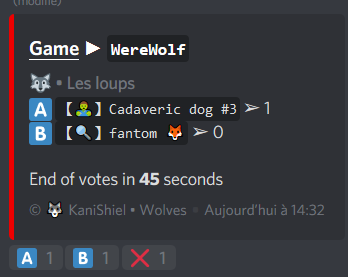 (modifié)
Game ▶ WereWolf
🐺 • Les loups
A 【🧟‍♂️】Cadaveric dog #3 ➢ 1
B 【🔍】fantom 🦊 ➢ 0
End of votes in 45 seconds
© 🐺 KaniShiel • Wolves • Aujourd'hui à 14:32
A 1 B 1 ❌ 1